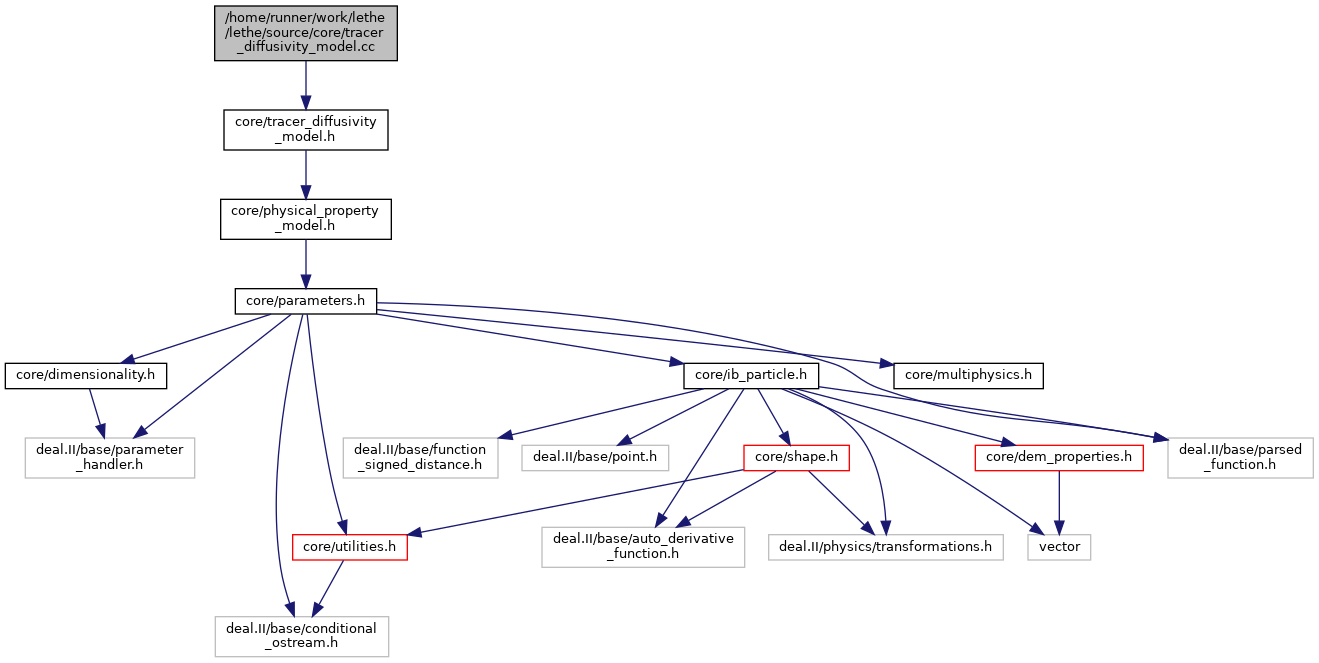 /home/runner/work/lethe
/lethe/source/core/tracer
_diffusivity_model.cc
core/tracer_diffusivity
_model.h
core/physical_property
_model.h
core/parameters.h
core/dimensionality.h
core/ib_particle.h
core/multiphysics.h
deal.II/base/parameter
_handler.h
deal.II/base/function
_signed_distance.h
deal.II/base/point.h
core/shape.h
core/dem_properties.h
deal.II/base/parsed
_function.h
core/utilities.h
deal.II/base/auto_derivative
_function.h
deal.II/physics/transformations.h
vector
deal.II/base/conditional
_ostream.h